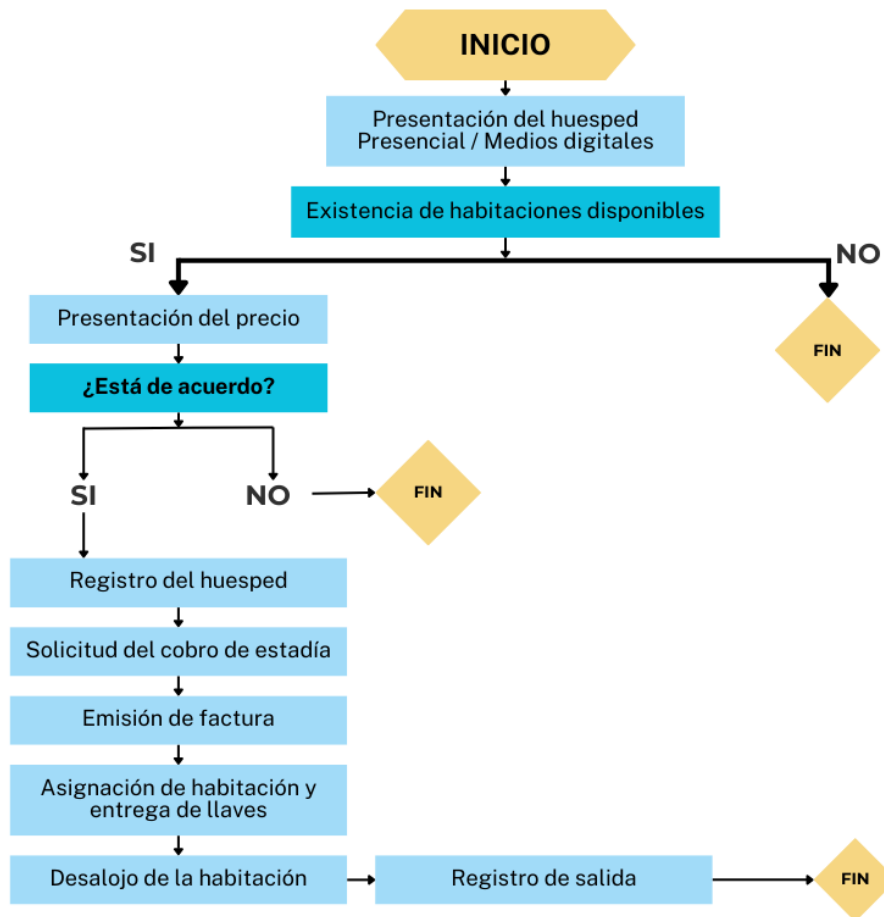 INICIO
Presentación del huesped
Presencial / Medios digitales
Existencia de habitaciones disponibles
SI
NO
Presentación del precio
FIN
¿Está de acuerdo?
SI
NO
FIN
Registro del huesped
Solicitud del cobro de estadía
Emisión de factura
Asignación de habitación y
entrega de llaves
Desalojo de la habitación
Registro de salida
FIN